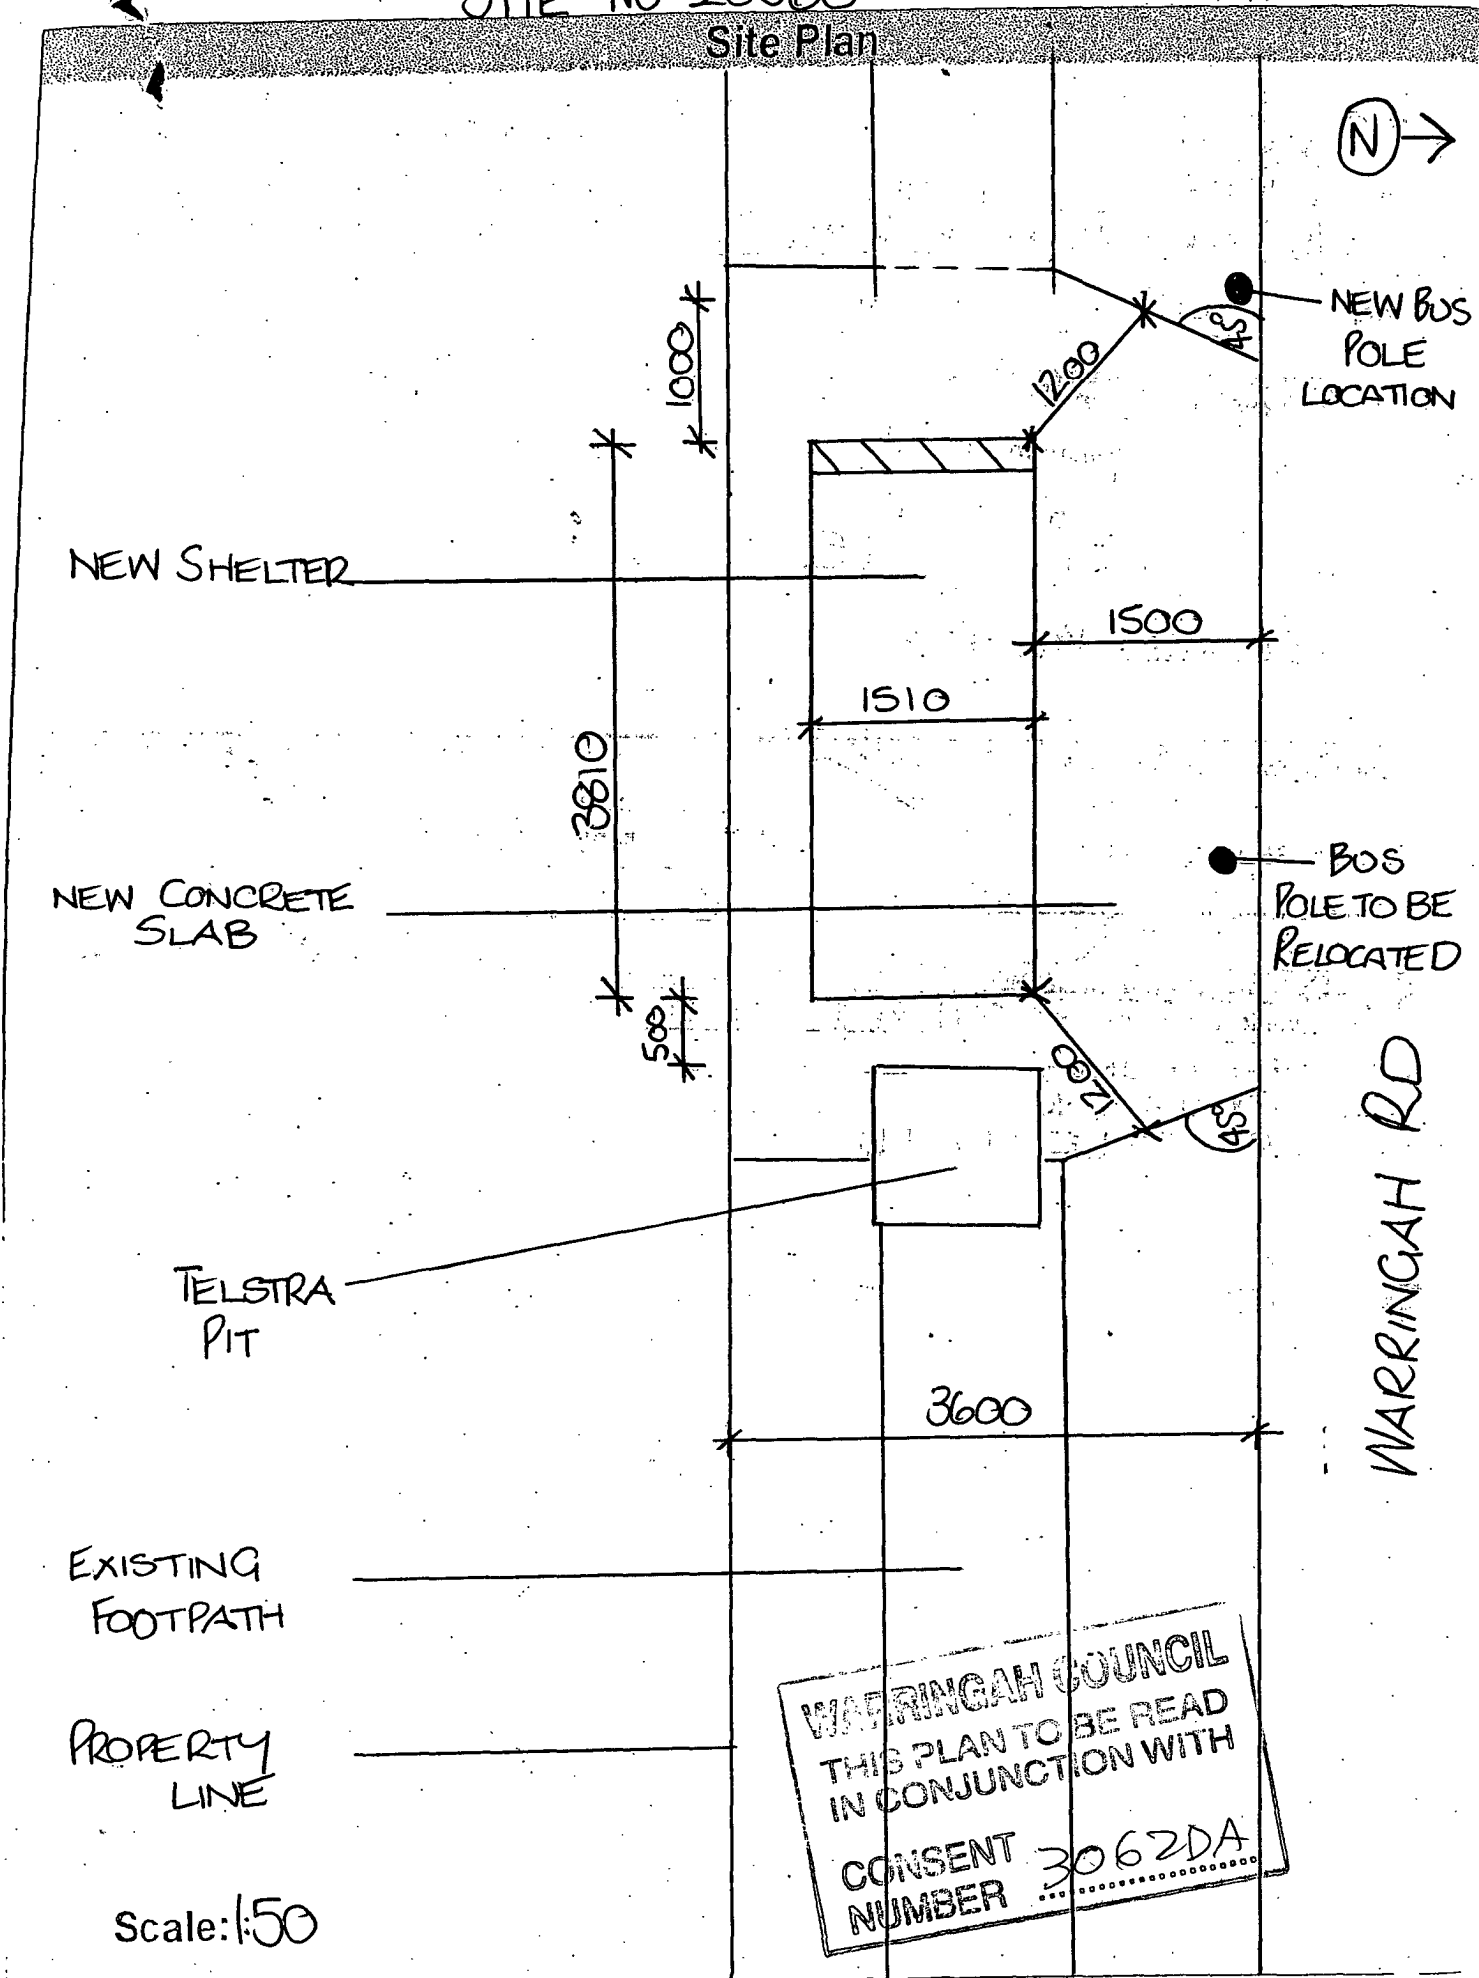 Site Plan
N
NEW BUS
POLE
LOCATION
45°
1000
1200
NEW SHELTER
1500
1510
3810
BUS
POLE TO BE
RELOCATED
NEW CONCRETE
SLAB
500
1200
45°
WARRINGAH RD
TELSTRA
PIT
3600
EXISTING
FOOTPATH
PROPERTY
LINE
WARRINGAH COUNCIL
THIS PLAN TO BE READ
IN CONJUNCTION WITH
CONSENT
NUMBER 3062DA
Scale: 1:50